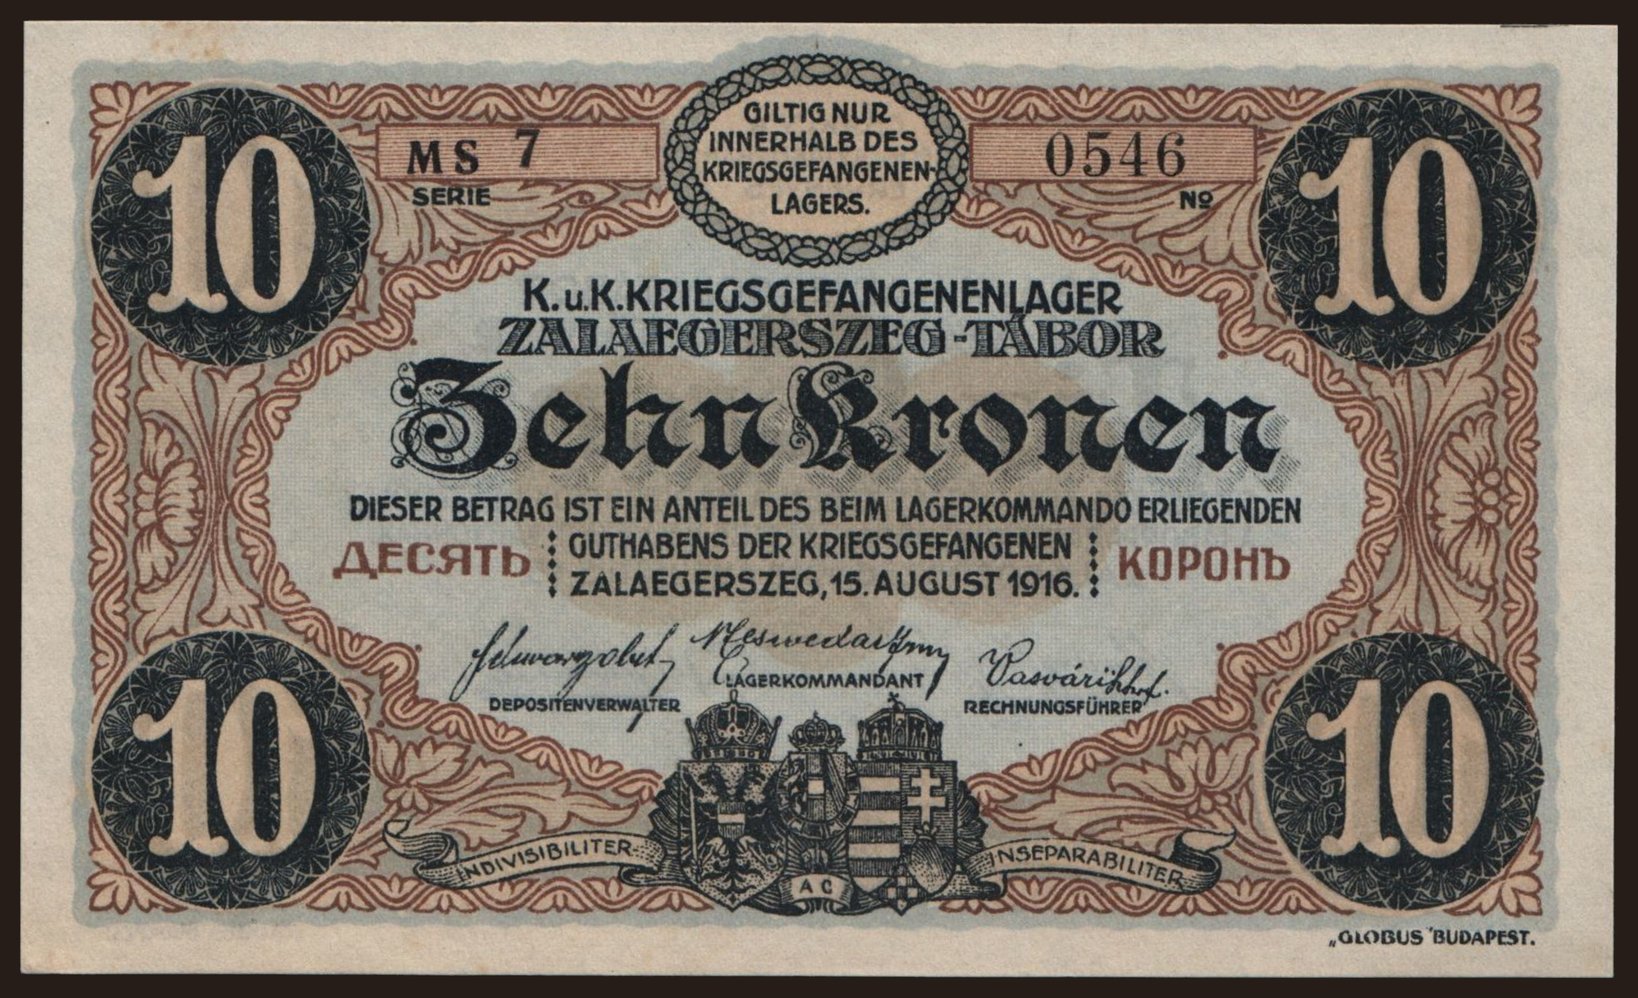 GILTIG NUR
INNERHALB DES
KRIEGSGEFANGENEN-
LAGERS.
10
MS 7
SERIE
0546
№
10
K.u.K.KRIEGSGEFANGENENLAGER
ZALAEGERSZEG-TÁBOR
Zehn Kronen
DIESER BETRAG IST EIN ANTEIL DES BEIM LAGERKOMMANDO ERLIEGENDEN
ДЕСЯТЬ GUTHABENS DER KRIEGSGEFANGENEN КОРОНЪ
ZALAEGERSZEG, 15. AUGUST 1916.
LAGERKOMMANDANT
DEPOSITENVERWALTER
RECHNUNGSFÜHRER
10
INDIVISIBILITER
AC
INSEPARABILITER
10
„GLOBUS" BUDAPEST.